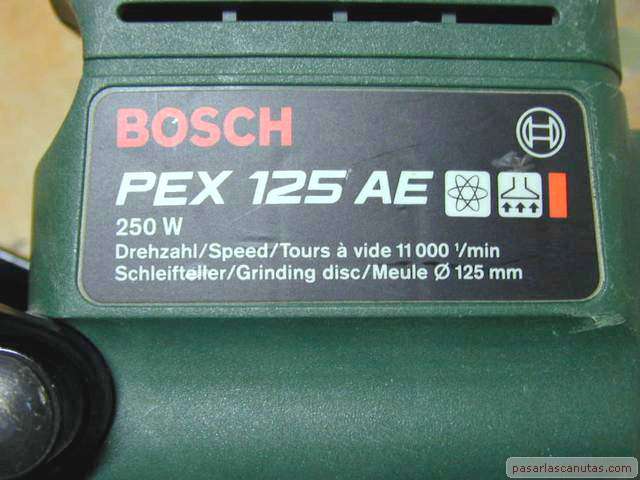 BOSCH
PEX 125 AE
250 W
Drehzahl/Speed/Tours à vide 11 000 ¹/min
Schleifteller/Grinding disc/Meule Ø 125 mm
pasarlascanutas.com